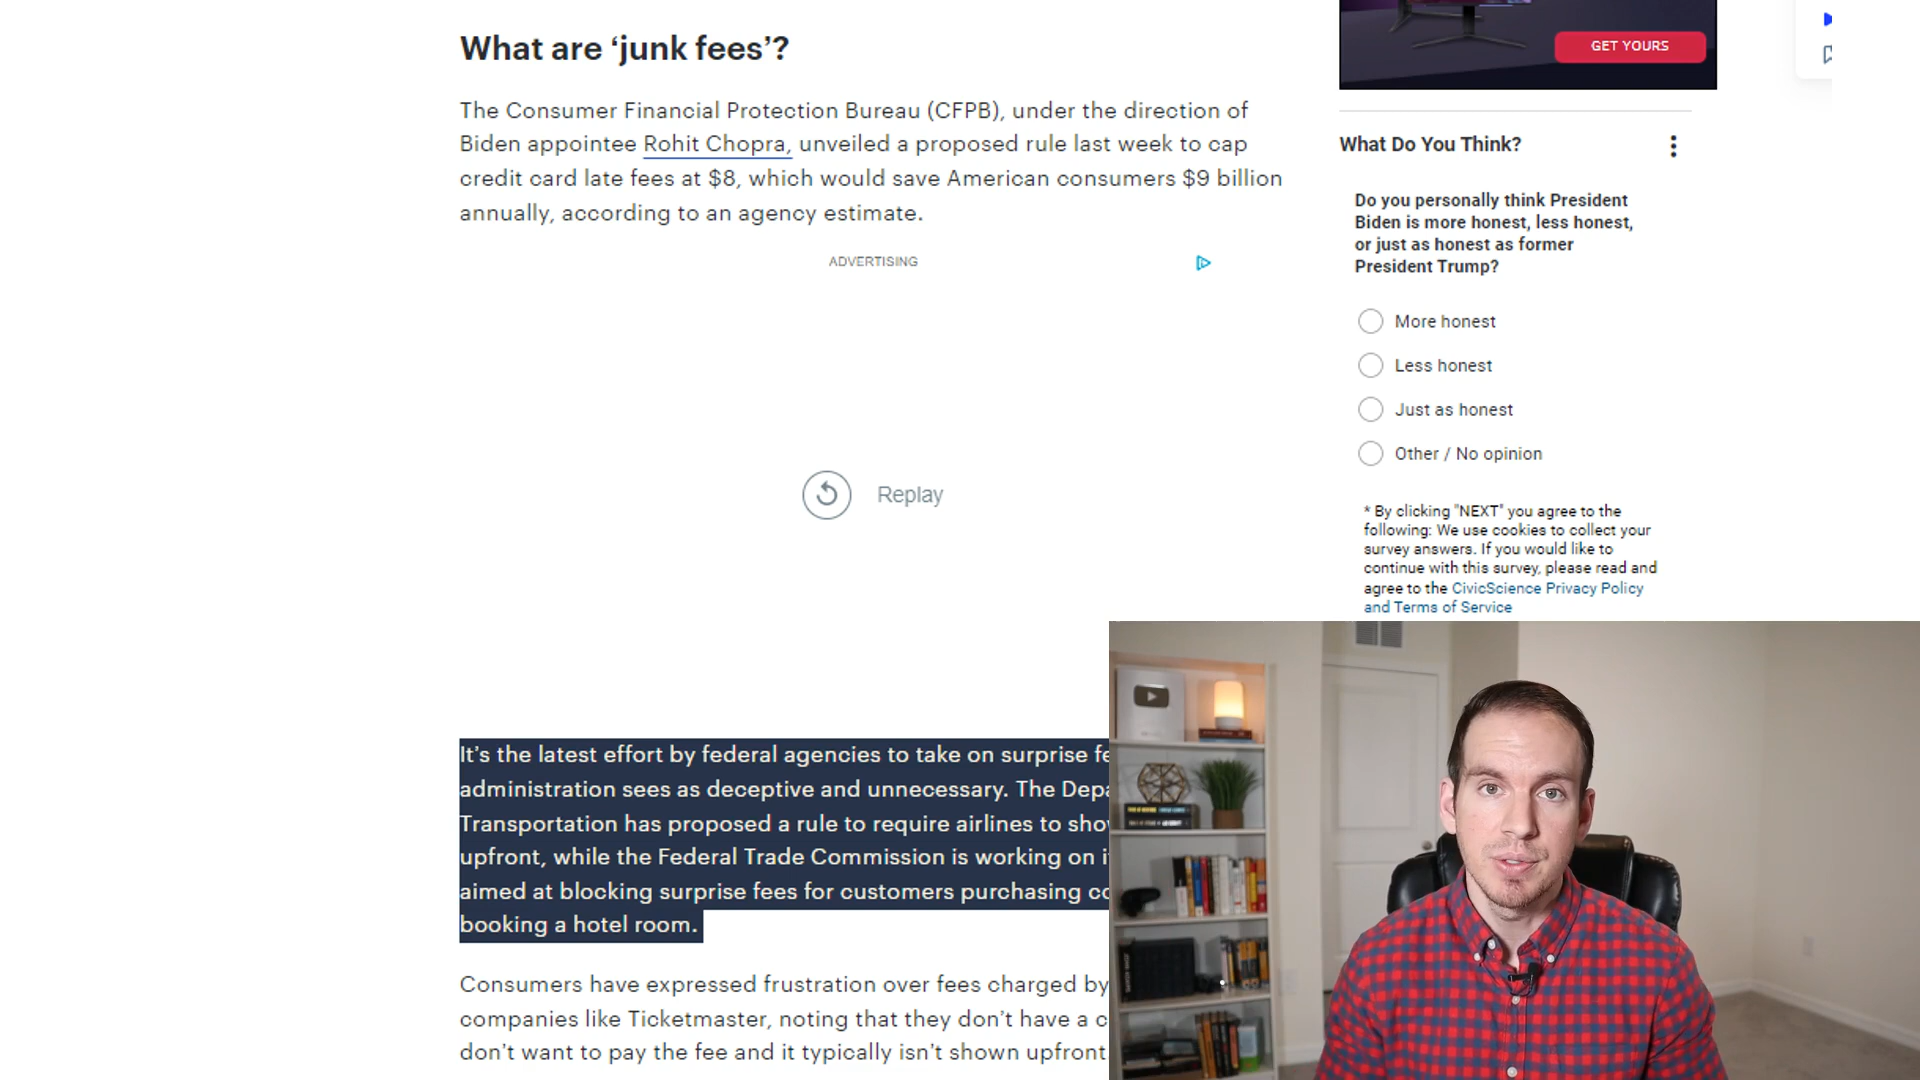 What are ‘junk fees’?
The Consumer Financial Protection Bureau (CFPB), under the direction of
Biden appointee Rohit Chopra, unveiled a proposed rule last week to cap
credit card late fees at $8, which would save American consumers $9 billion
annually, according to an agency estimate.
ADVERTISING
Replay
It’s the latest effort by federal agencies to take on surprise
administration sees as deceptive and unnecessary. The
Transportation has proposed a rule to require airlines to
upfront, while the Federal Trade Commission is working on
aimed at blocking surprise fees for customers purchasing
booking a hotel room.
Consumers have expressed frustration over fees charged by
companies like Ticketmaster, noting that they don’t have a
don’t want to pay the fee and it typically isn’t shown upfront.
GET YOURS
What Do You Think?
Do you personally think President
Biden is more honest, less honest,
or just as honest as former
President Trump?
More honest
Less honest
Just as honest
Other / No opinion
* By clicking "NEXT" you agree to the
following: We use cookies to collect your
survey answers. If you would like to
continue with this survey, please read and
agree to the CivicScience Privacy Policy
and Terms of Service